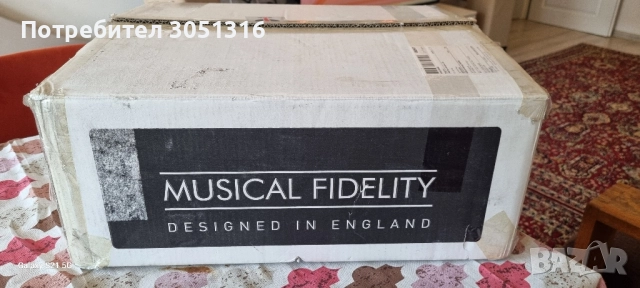 Потребител 3051316
MUSICAL FIDELITY
DESIGNED IN ENGLAND
BAZAR